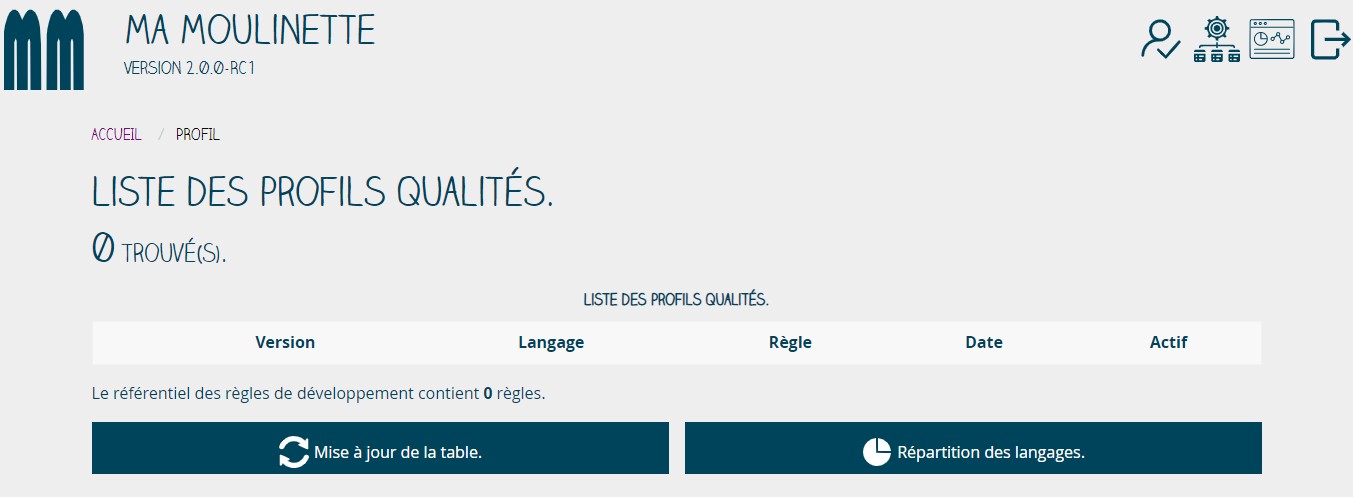 MA MOULINETTE
VERSION 2.0.0-RC1
ACCUEIL / PROFIL
LISTE DES PROFILS QUALITÉS.
0 TROUVÉ(S).
LISTE DES PROFILS QUALITÉS.
Version Langage Règle Date Actif
Le référentiel des règles de développement contient 0 règles.
Mise à jour de la table. Répartition des langages.